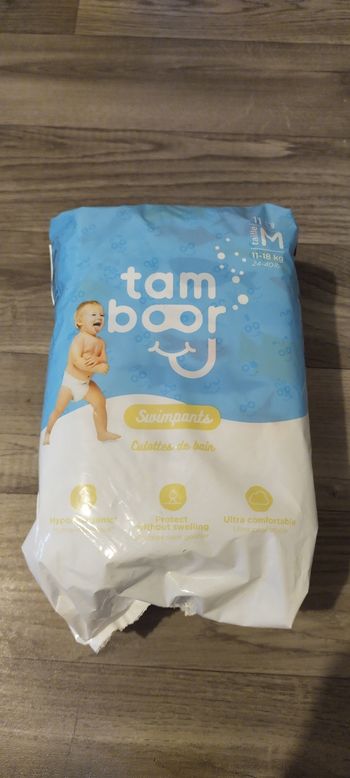 taille
M
11-18 kg
24-40 lb
tam
boor
Swimpants
Culottes de bain
Protect
without swelling
Ultra comfortable